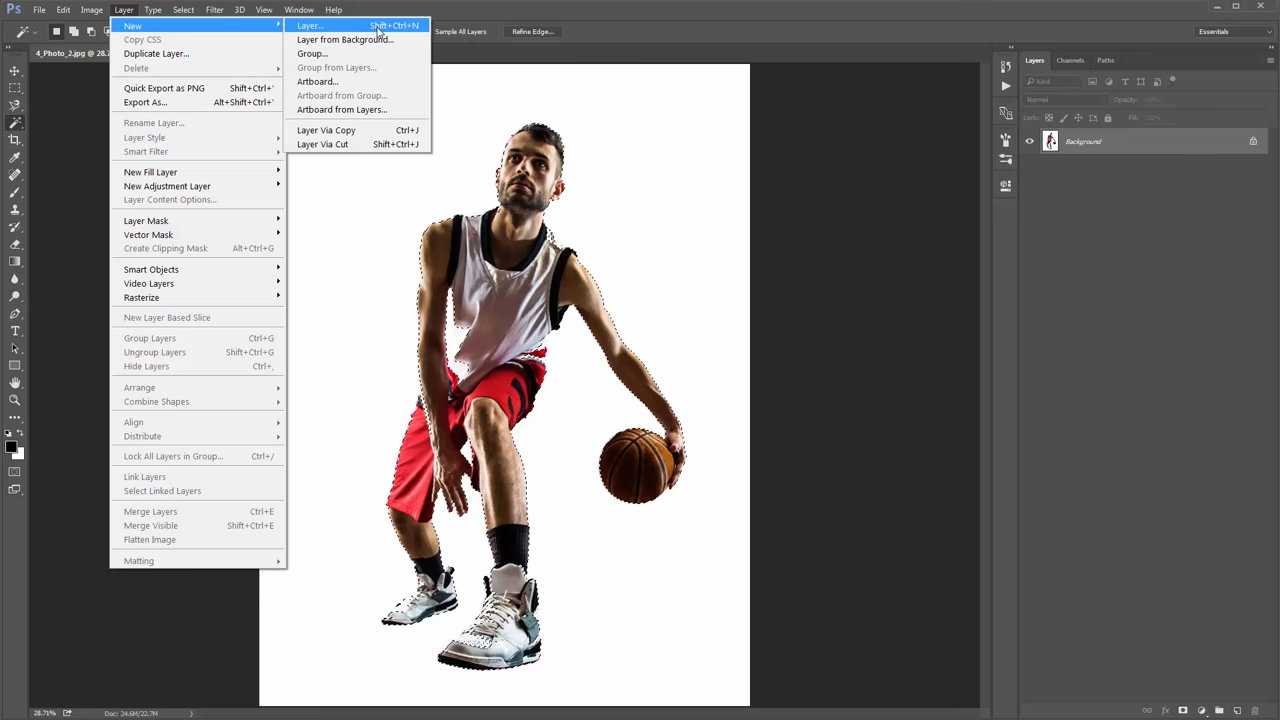 PS File Edit Image Layer Type Select Filter 3D View Window Help
Sample All Layers Refine Edge... Essentials
4_Photo_2.jpg @ 28.7
New
Copy CSS
Duplicate Layer...
Delete
Quick Export as PNG Shift+Ctrl+'
Export As... Alt+Shift+Ctrl+'
Rename Layer...
Layer Style
Smart Filter
New Fill Layer
New Adjustment Layer
Layer Content Options...
Layer Mask
Vector Mask
Create Clipping Mask Alt+Ctrl+G
Smart Objects
Video Layers
Rasterize
New Layer Based Slice
Group Layers Ctrl+G
Ungroup Layers Shift+Ctrl+G
Hide Layers Ctrl+,
Arrange
Combine Shapes
Align
Distribute
Lock All Layers in Group... Ctrl+/
Link Layers
Select Linked Layers
Merge Layers Ctrl+E
Merge Visible Shift+Ctrl+E
Flatten Image
Matting
Layer... Shift+Ctrl+N
Layer from Background...
Group...
Group from Layers...
Artboard...
Artboard from Group...
Artboard from Layers...
Layer Via Copy Ctrl+J
Layer Via Cut Shift+Ctrl+J
Layers Channels Paths
Kind
Normal Opacity: 100%
Lock: Fill: 100%
Background
28.71% Doc: 24.6M/22.7M